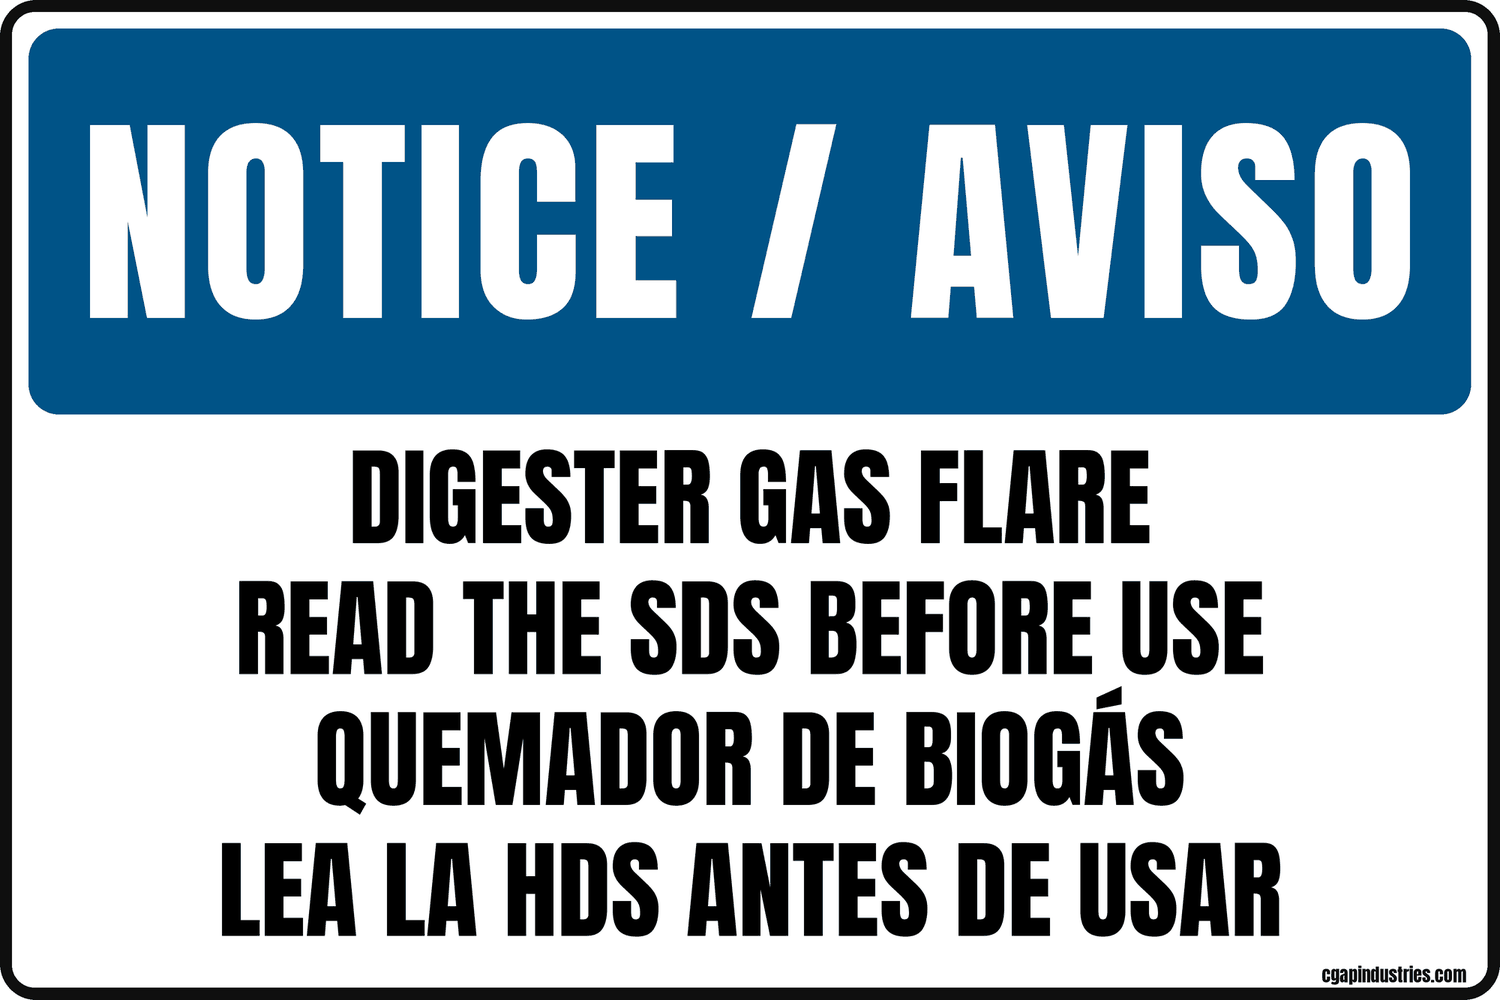 NOTICE / AVISO
DIGESTER GAS FLARE
READ THE SDS BEFORE USE
QUEMADOR DE BIOGÁS
LEA LA HDS ANTES DE USAR
cgapindustries.com